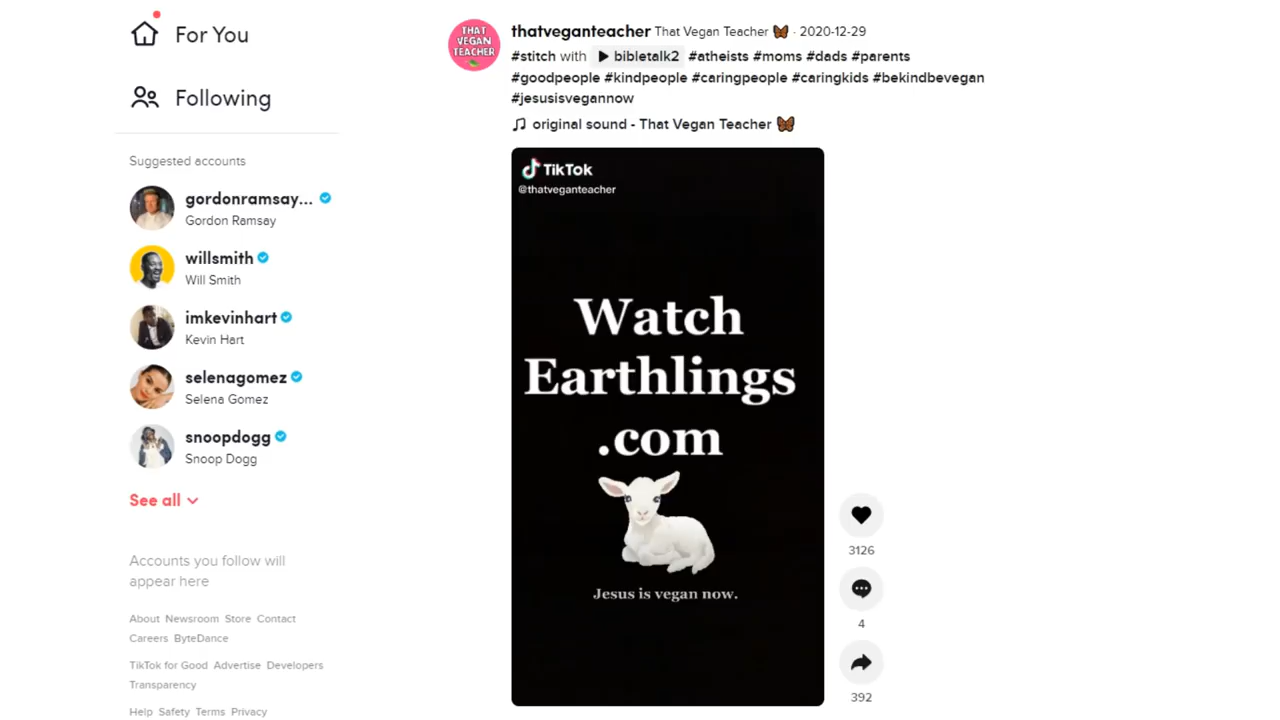 For You
Following
Suggested accounts
gordonramsay...
Gordon Ramsay
willsmith
Will Smith
imkevinhart
Kevin Hart
selenagomez
Selena Gomez
snoopdogg
Snoop Dogg
See all
Accounts you follow will
appear here
About Newsroom Store Contact
Careers ByteDance
TikTok for Good Advertise Developers
Transparency
Help Safety Terms Privacy
THAT
VEGAN
TEACHER
thatveganteacher That Vegan Teacher 🦋 · 2020-12-29
#stitch with ▶ bibletalk2 #atheists #moms #dads #parents
#goodpeople #kindpeople #caringpeople #caringkids #bekindbevegan
#jesusisvegannow
original sound - That Vegan Teacher 🦋
TikTok
@thatveganteacher
Watch
Earthlings
.com
Jesus is vegan now.
3126
4
392